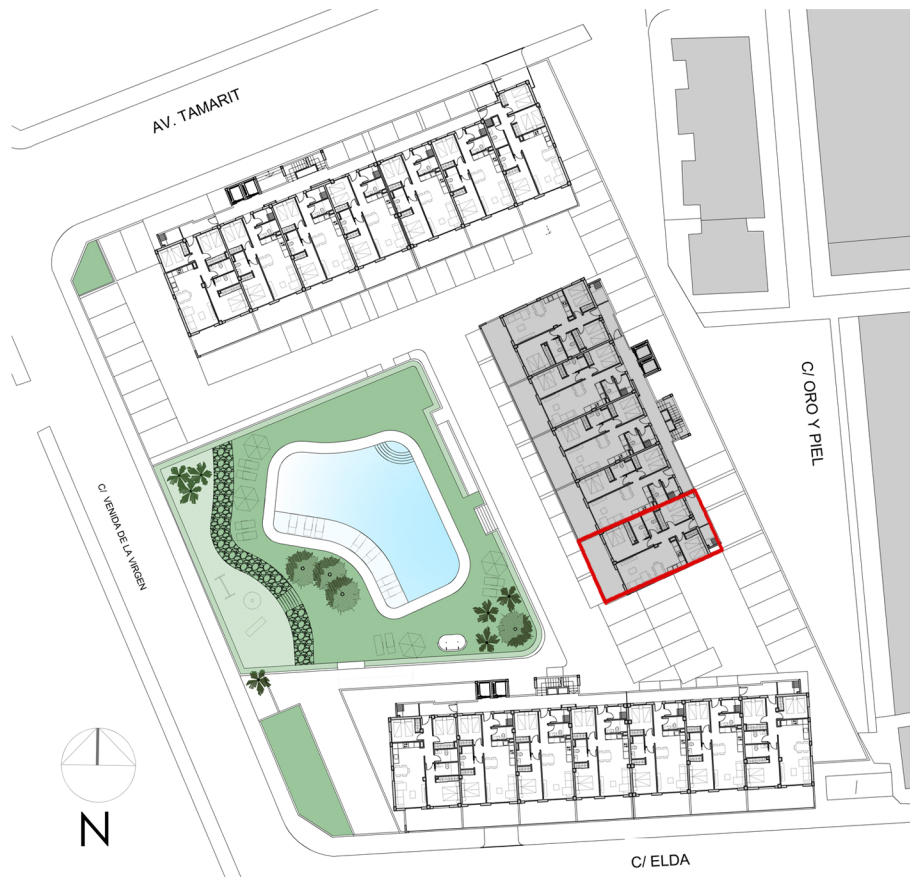 AV. TAMARIT
C/ ORO Y PIEL
C/ VENIDA DE LA VIRGEN
N
C/ ELDA